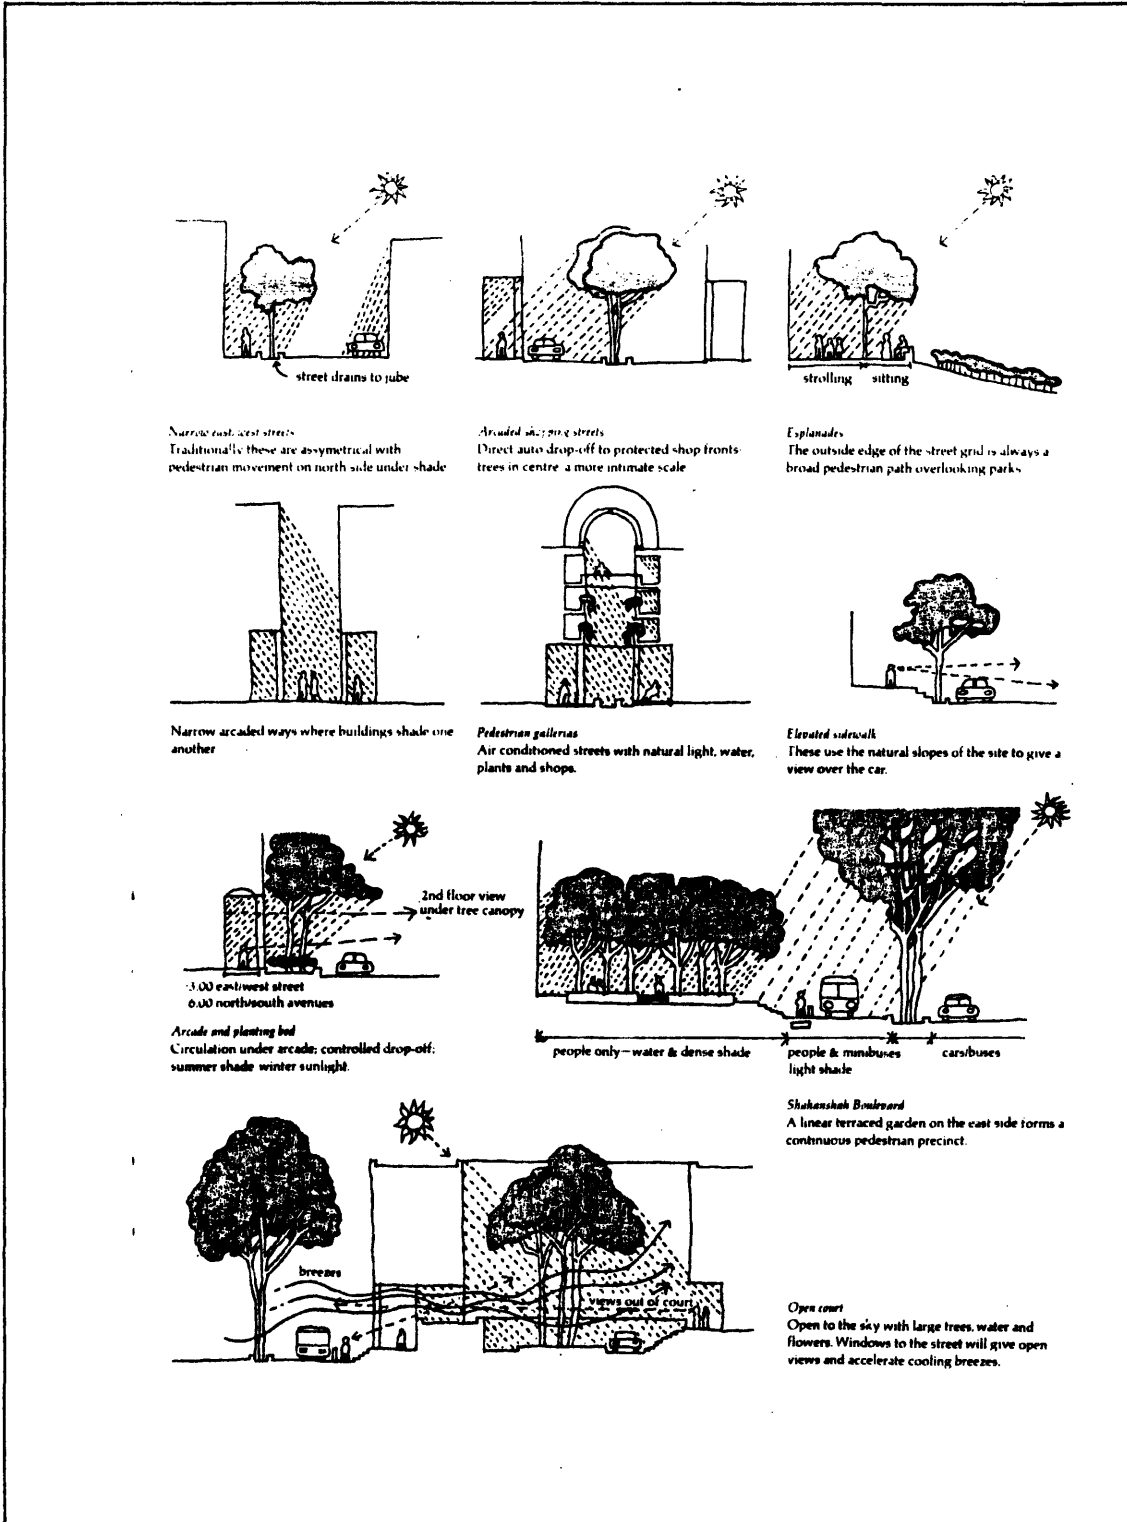 street drains to jube
Narrow east/west streets
Traditionally these are assymetrical with
pedestrian movement on north side under shade
Arcaded shopping streets
Direct auto drop-off to protected shop fronts
trees in centre a more intimate scale
strolling sitting
Esplanades
The outside edge of the street grid is always a
broad pedestrian path overlooking parks
Narrow arcaded ways where buildings shade one
another
Pedestrian gallerias
Air conditioned streets with natural light, water,
plants and shops.
Elevated sidewalk
These use the natural slopes of the site to give a
view over the car.
2nd floor view
under tree canopy
3.00 east/west street
6.00 north/south avenues
Arcade and planting bed
Circulation under arcade; controlled drop-off;
summer shade winter sunlight.
people only – water & dense shade
people & minibuses
light shade
cars/buses
Shahanshah Boulevard
A linear terraced garden on the east side forms a
continuous pedestrian precinct.
breezes
views out of court
Open court
Open to the sky with large trees, water and
flowers. Windows to the street will give open
views and accelerate cooling breezes.